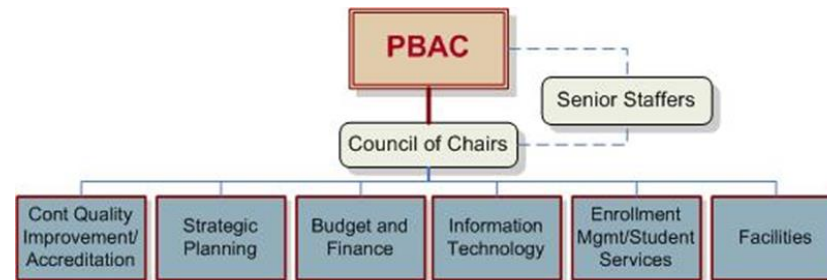 PBAC
Senior Staffers
Council of Chairs
Cont Quality
Improvement/
Accreditation
Strategic
Planning
Budget and
Finance
Information
Technology
Enrollment
Mgmt/Student
Services
Facilities